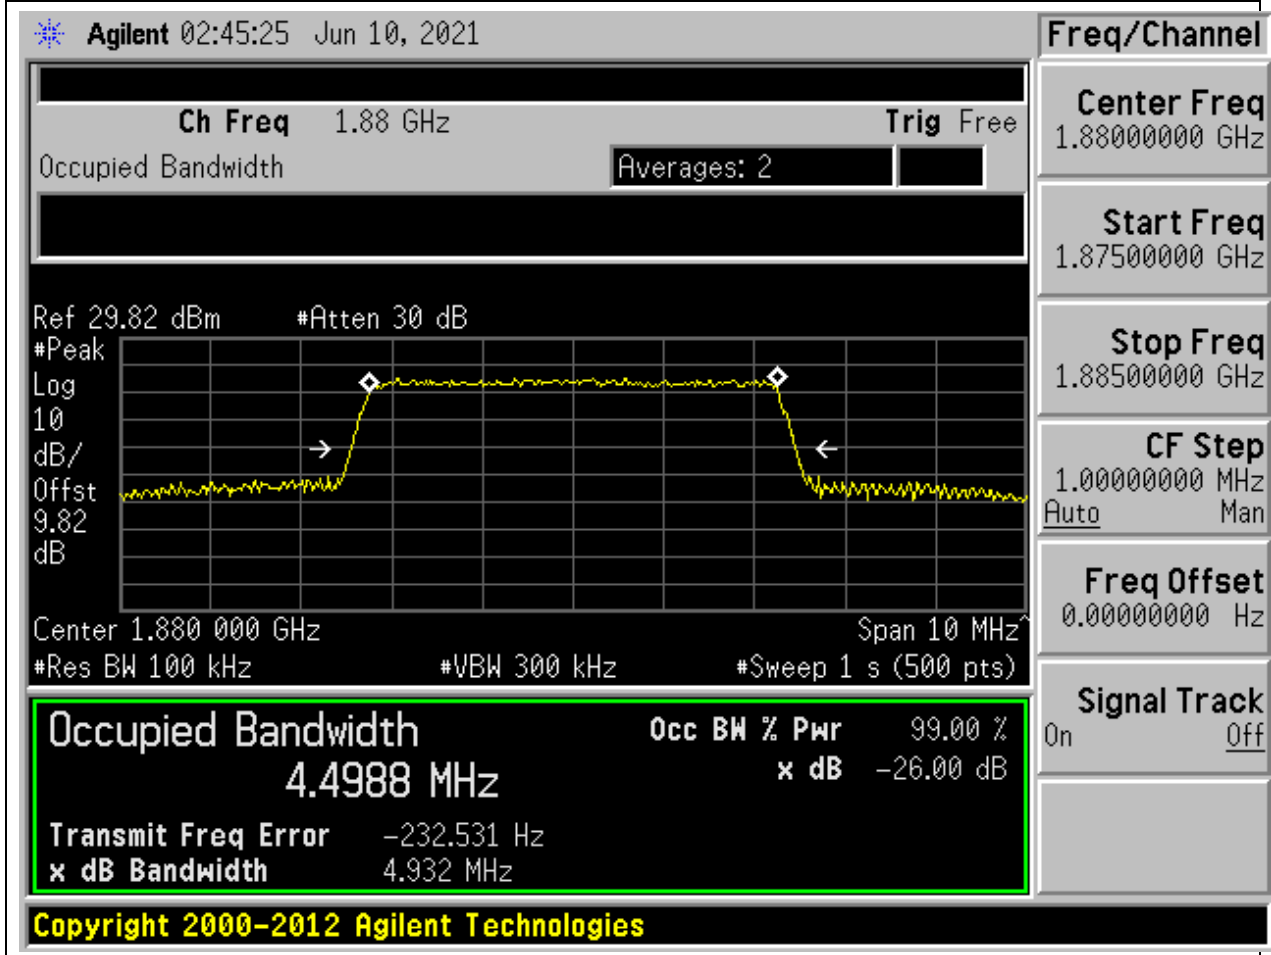 Agilent 02:45:25 Jun 10, 2021
Freq/Channel
Ch Freq 1.88 GHz
Trig Free
Occupied Bandwidth
Averages: 2
Center Freq
1.88000000 GHz
Start Freq
1.87500000 GHz
Stop Freq
1.88500000 GHz
CF Step
1.00000000 MHz
Auto Man
Freq Offset
0.00000000 Hz
Signal Track
On Off
Ref 29.82 dBm #Atten 30 dB
#Peak
Log
10
dB/
Offst
9.82
dB
Center 1.880 000 GHz Span 10 MHz^
#Res BW 100 kHz #VBW 300 kHz #Sweep 1 s (500 pts)
Occupied Bandwidth
4.4988 MHz
Occ BW % Pwr 99.00 %
x dB -26.00 dB
Transmit Freq Error -232.531 Hz
x dB Bandwidth 4.932 MHz
Copyright 2000-2012 Agilent Technologies